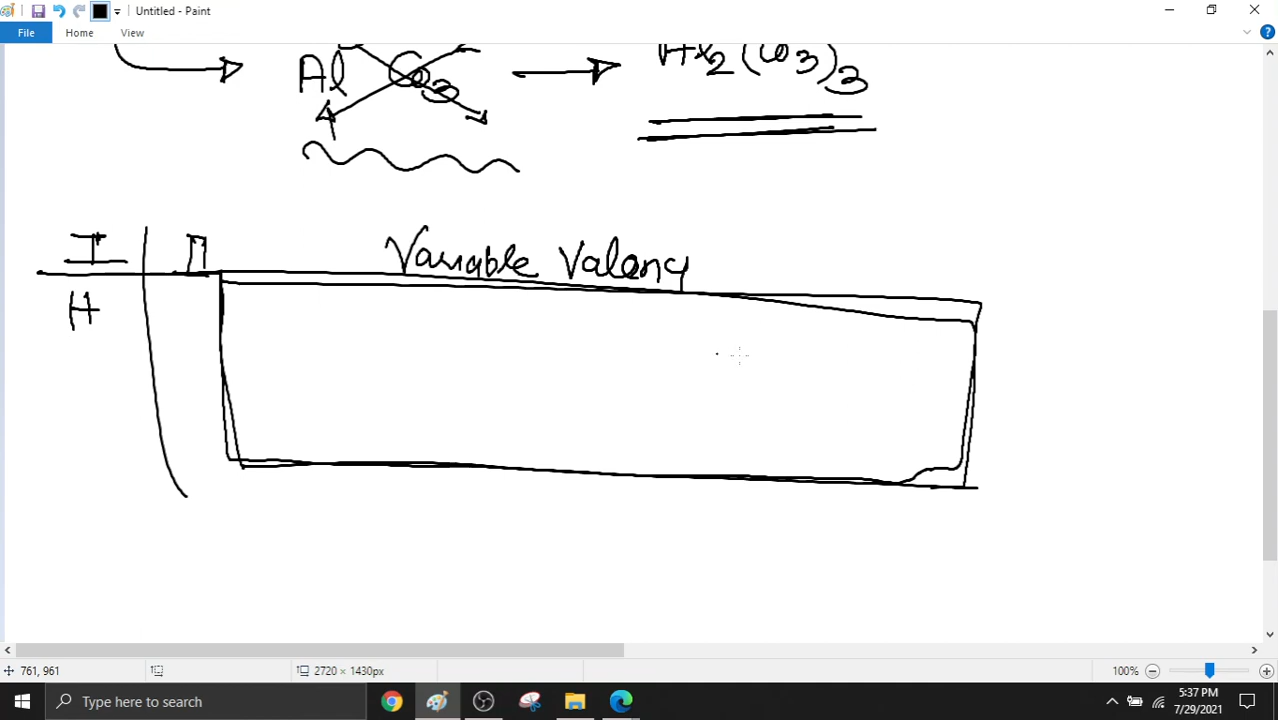 Untitled - Paint
File Home View
Al Co3 → Al2(Co3)3
I II Variable Valency
H
761, 961
2720 × 1430px
100%
Type here to search
5:37 PM
7/29/2021